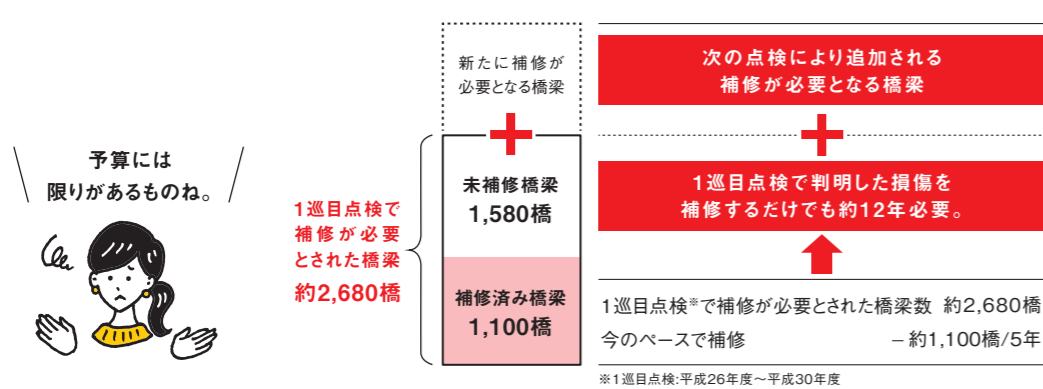 予算には
限りがあるものね。
1巡目点検で
補修が必要
とされた橋梁
約2,680橋
新たに補修が
必要となる橋梁
未補修橋梁
1,580橋
補修済み橋梁
1,100橋
次の点検により追加される
補修が必要となる橋梁
1巡目点検で判明した損傷を
補修するだけでも約12年必要。
1巡目点検※で補修が必要とされた橋梁数 約2,680橋
今のペースで補修 －約1,100橋/5年
※1巡目点検:平成26年度～平成30年度